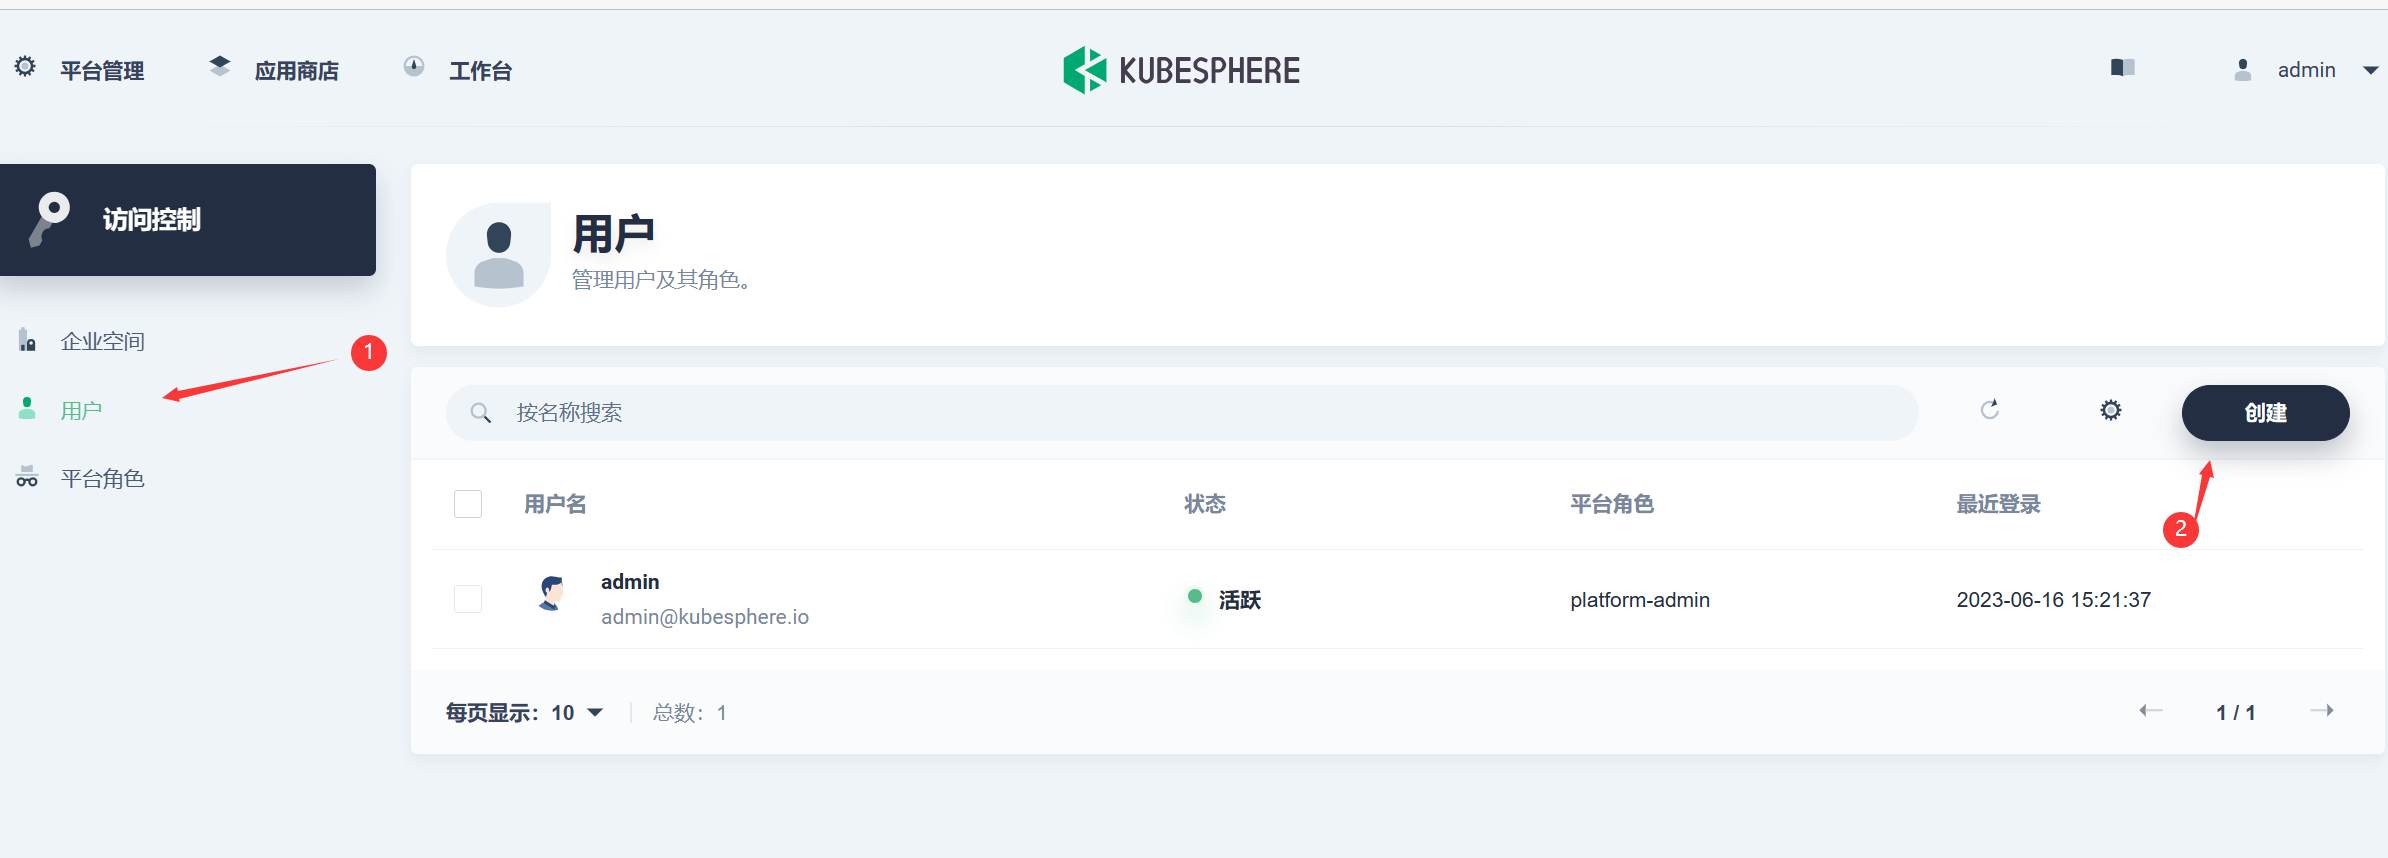 平台管理 应用商店 工作台 KUBESPHERE admin
访问控制
企业空间
用户
平台角色
1
用户
管理用户及其角色。
按名称搜索 创建
2
用户名 状态 平台角色 最近登录
admin
admin@kubesphere.io
活跃 platform-admin 2023-06-16 15:21:37
每页显示：10 总数：1 1 / 1